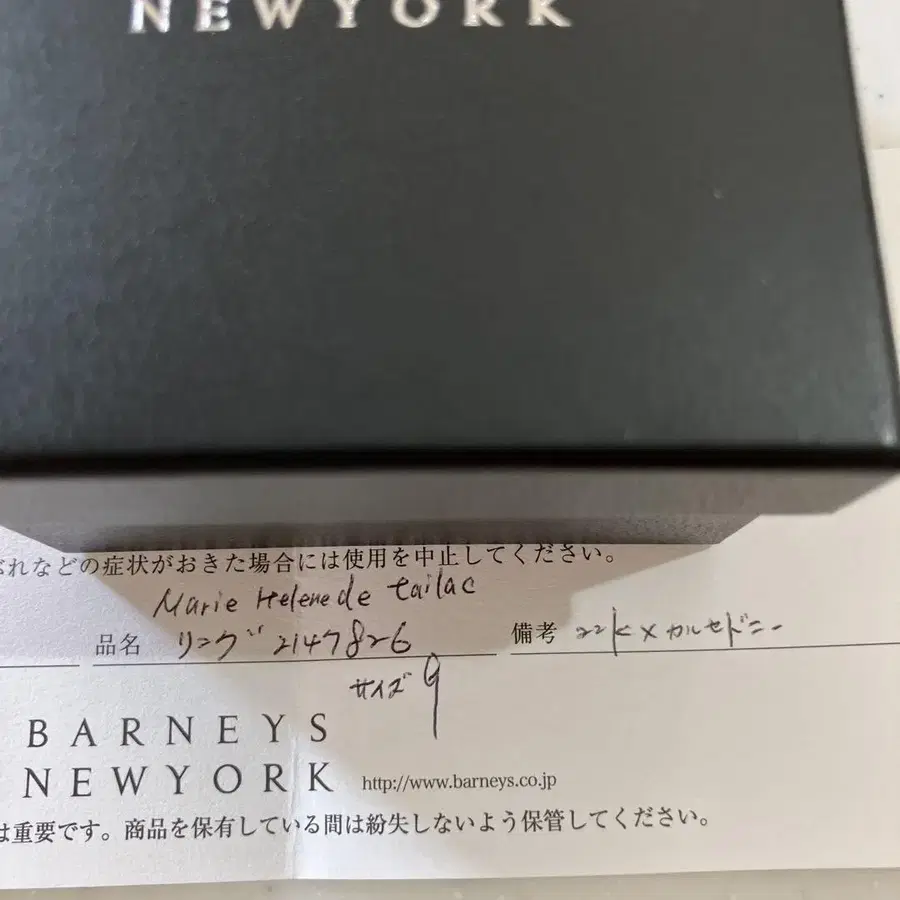 NEWYORK
ぶれなどの症状がおきた場合には使用を中止してください。
Marie Helene de tailac
品名 リング 2147826 備考 22K×カルセドニー
サイズ 9
BARNEYS
NEWYORK http://www.barneys.co.jp
は重要です。商品を保有している間は紛失しないよう保管してください。